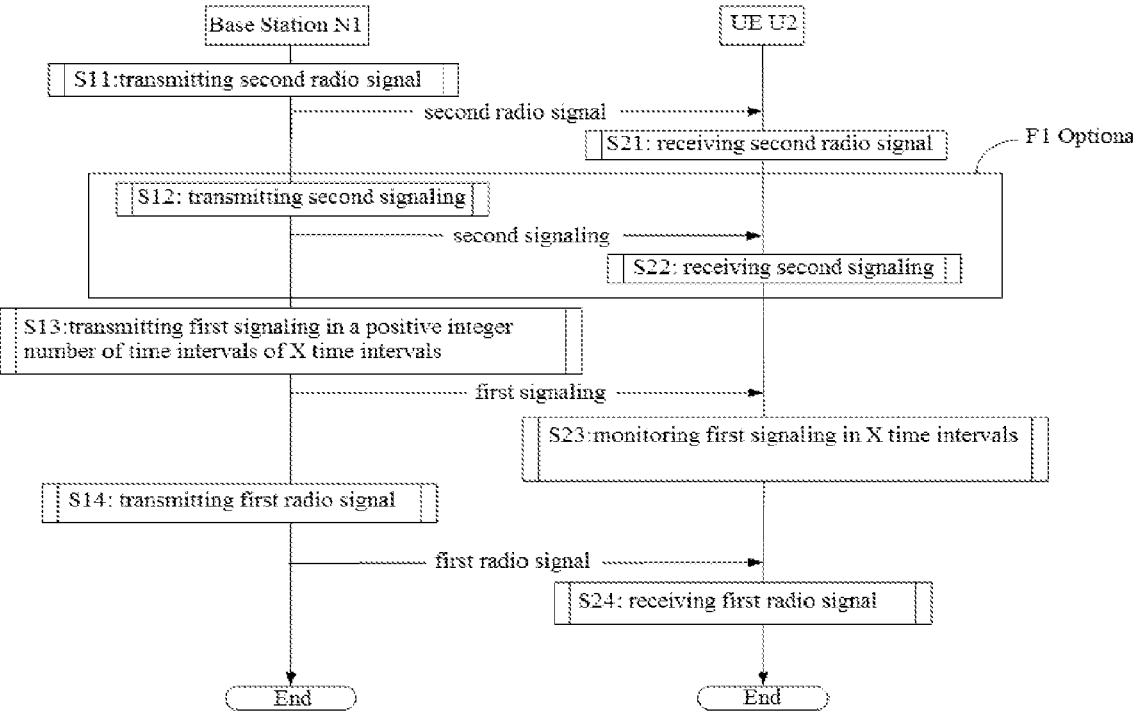 Base Station N1
UE U2
S11:transmitting second radio signal
second radio signal
S21: receiving second radio signal
F1 Optiona
S12: transmitting second signaling
second signaling
S22: receiving second signaling
S13:transmitting first signaling in a positive integer
number of time intervals of X time intervals
first signaling
S23:monitoring first signaling in X time intervals
S14: transmitting first radio signal
first radio signal
S24: receiving first radio signal
End
End